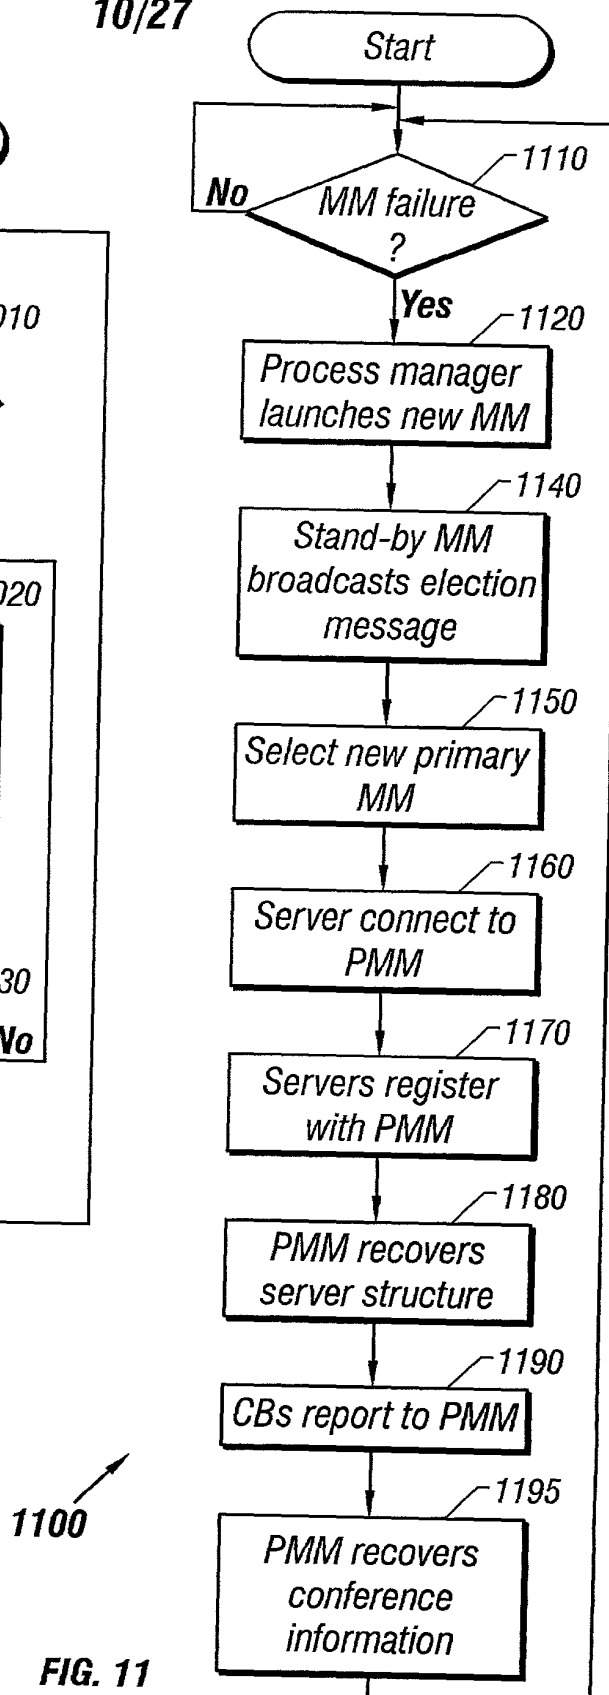 10/27
Start
1110
No
MM failure
?
Yes
010
1120
Process manager
launches new MM
1140
Stand-by MM
broadcasts election
message
020
1150
Select new primary
MM
1160
Server connect to
PMM
30
No
1170
Servers register
with PMM
1180
PMM recovers
server structure
1190
CBs report to PMM
1195
1100
PMM recovers
conference
information
FIG. 11